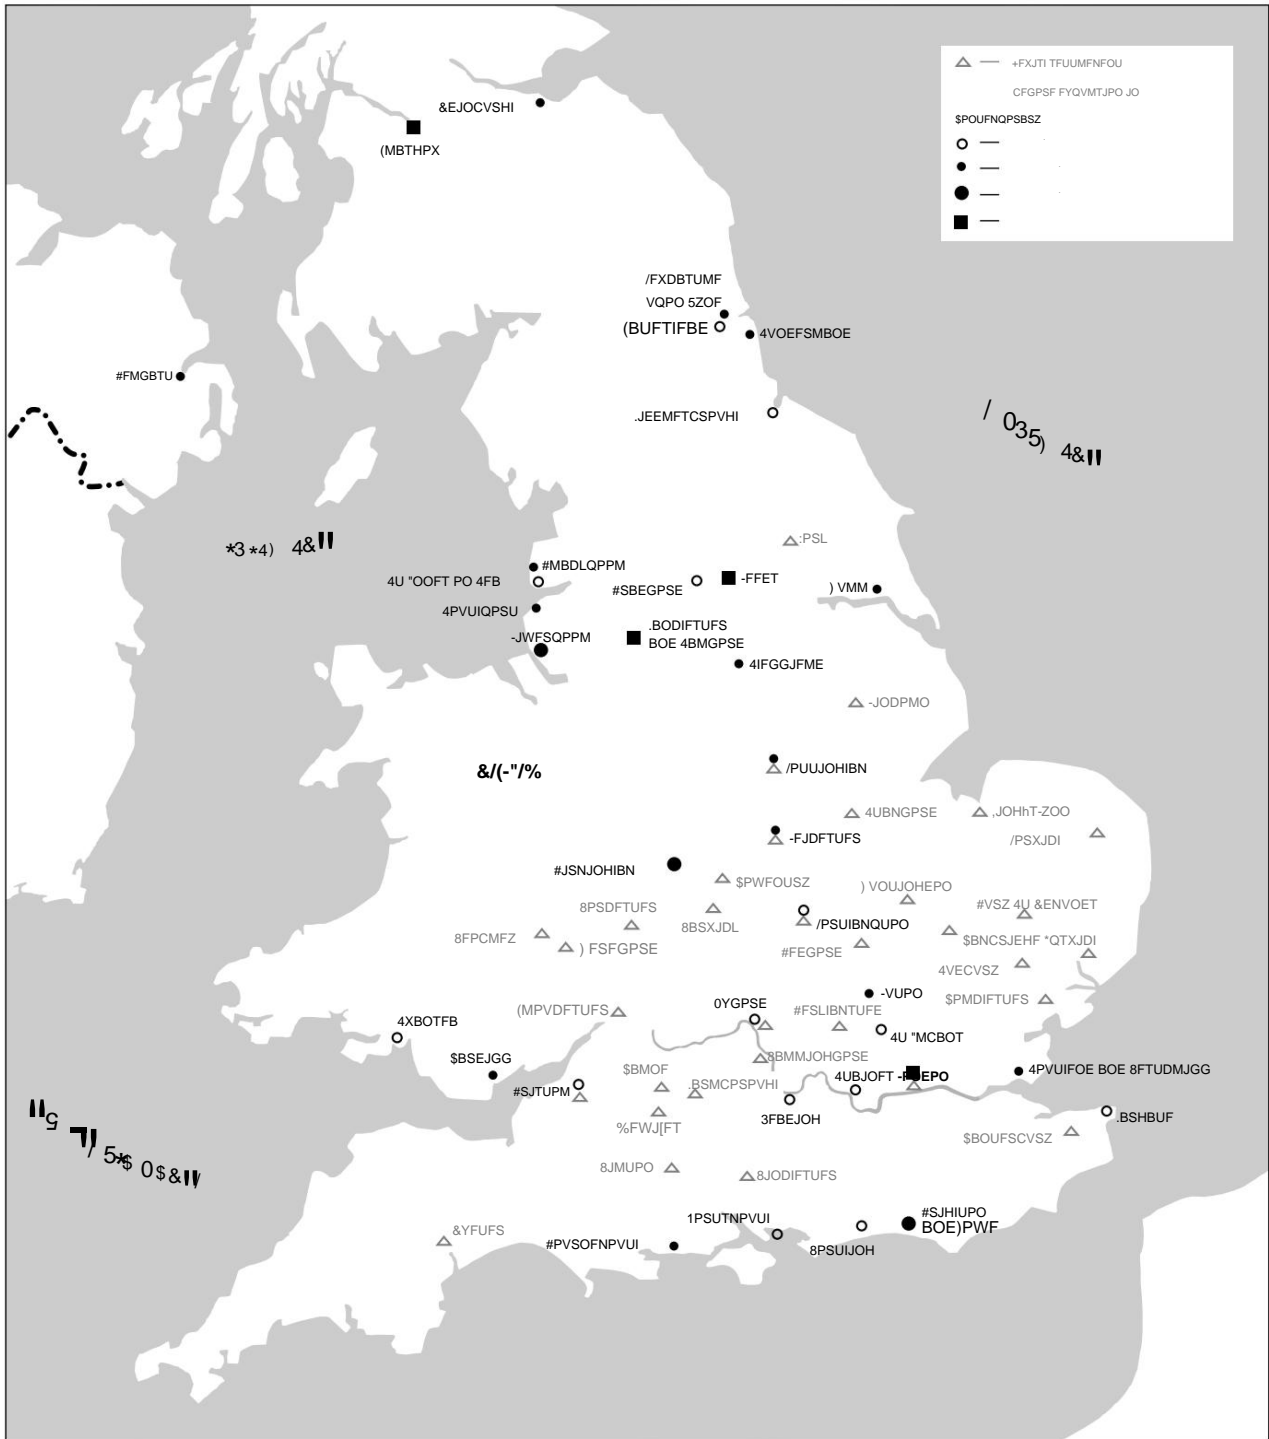 +FXJTI TFUUMFNFOU
CFGPSF FYQVMTJPO JO
$POUFNQPSBSZ
&EJOCVSHI
(MBTHPX
/FXDBTUMF
VQPO 5ZOF
(BUFTIFBE
4VOEFSMBOE
#FMGBTU
.JEEMFTCSPVHI
/ 035) 4&"
*3*4) 4&"
:PSL
#MBDLQPPM
4U "OOFT PO 4FB
#SBEGPSE
-FFET
) VMM
4PVUIQPSU
.BODIFTUFS
BOE 4BMGPSE
-JWFSQPPM
4IFGGJFME
-JODPMO
&/(-"/%
/PUUJOHIBN
4UBNGPSE
,JOHhT-ZOO
/PSXJDI
-FJDFTUFS
#JSNJOHIBN
$PWFOUSZ
) VOUJOHEPO
8PSDFTUFS
8BSXJDL
/PSUIBNQUPO
#VSZ 4U &ENVOET
8FPCMFZ
) FSFGPSE
#FEGPSE
$BNCSJEHF *QTXJDI
4VECVSZ
-VUPO
$PMDIFTUFS
(MPVDFTUFS
0YGPSE
#FSLIBNTUFE
4U "MCBOT
4XBOTFB
$BSEJGG
8BMMJOHGPSE
$BMOF
4UBJOFT
4PVUIFOE BOE 8FTUDMJGG
#SJTUPM
.BSMCPSPVHI
3FBEJOH
.BSHBUF
%FWJ[FT
$BOUFSCVSZ
8JMUPO
8JODIFTUFS
1PSUTNPVUI
#SJHIUPO
BOE)PWF
&YFUFS
#PVSOFNPVUI
8PSUIJOH